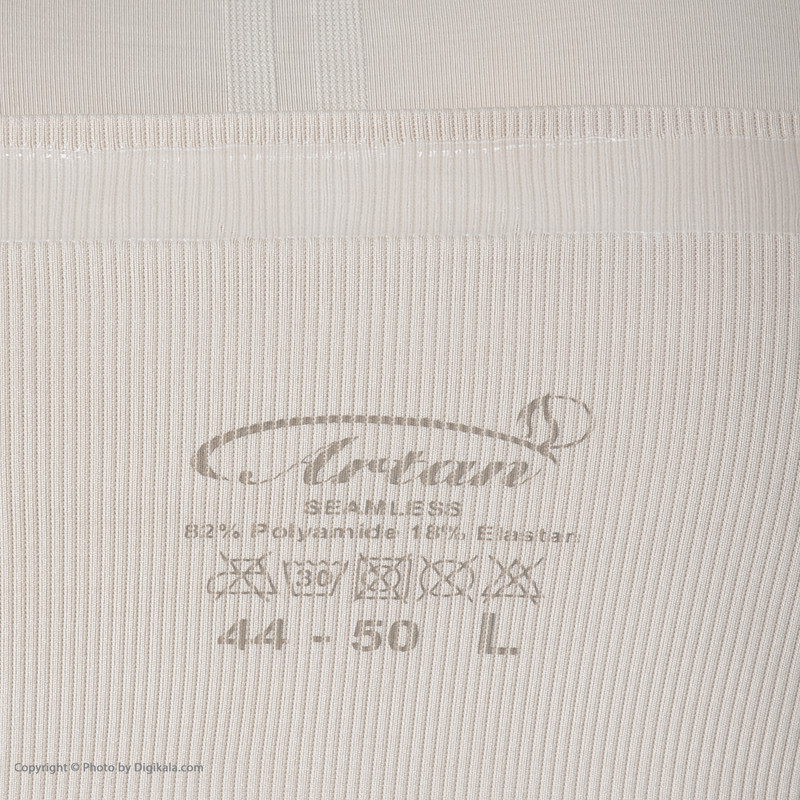 Artan
SEAMLESS
82% Polyamide 18% Elastan
30
44 - 50 L
Copyright © Photo by Digikala.com